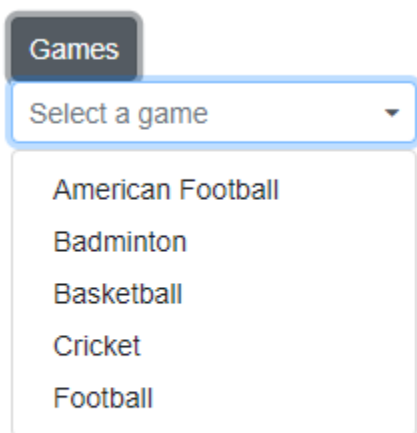 Games
Select a game
American Football
Badminton
Basketball
Cricket
Football